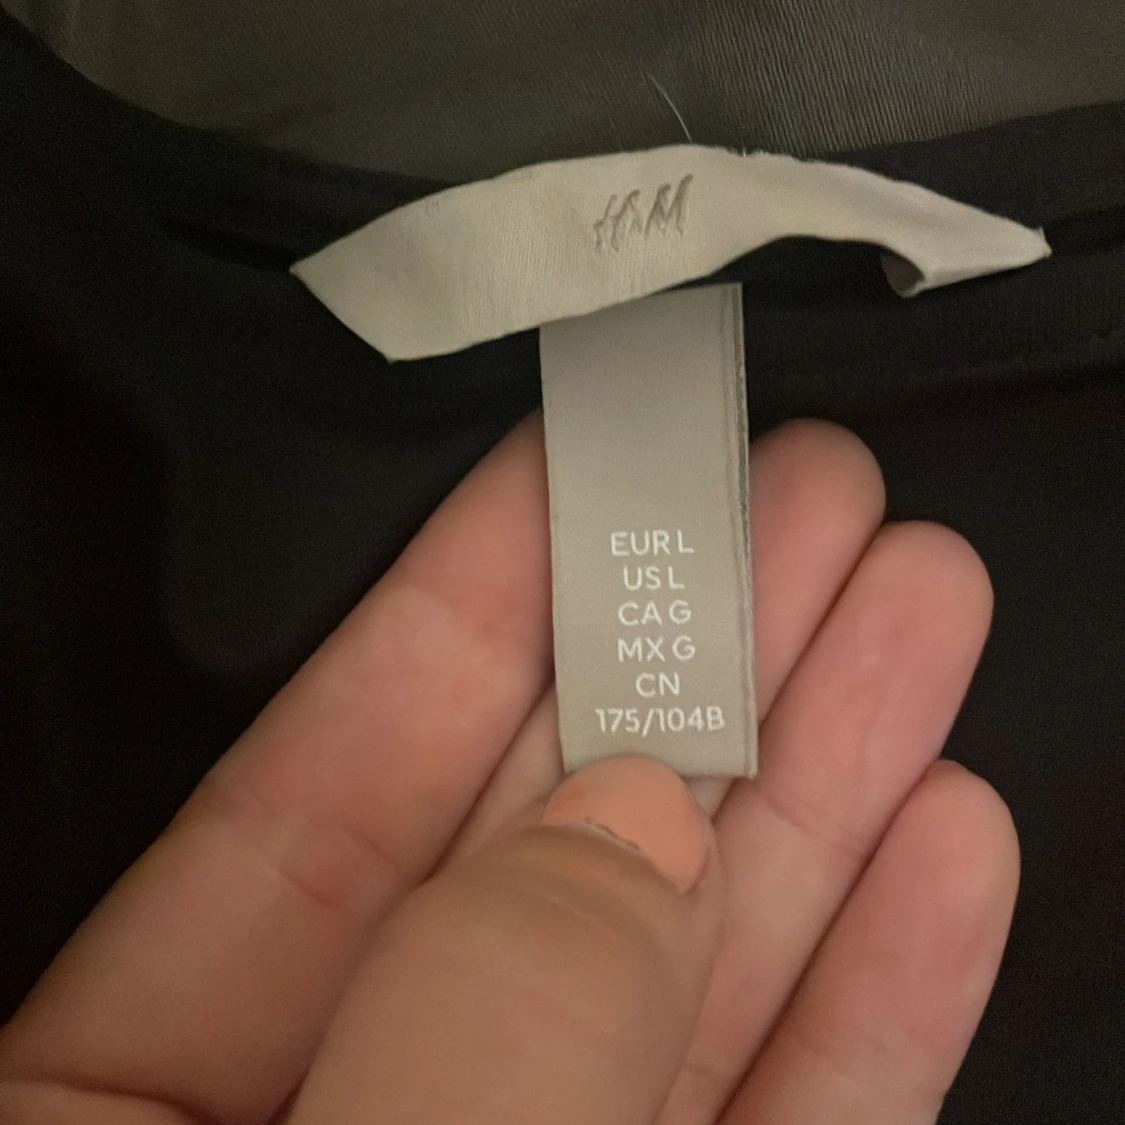 H&M
EUR L
US L
CA G
MX G
CN
175/104B